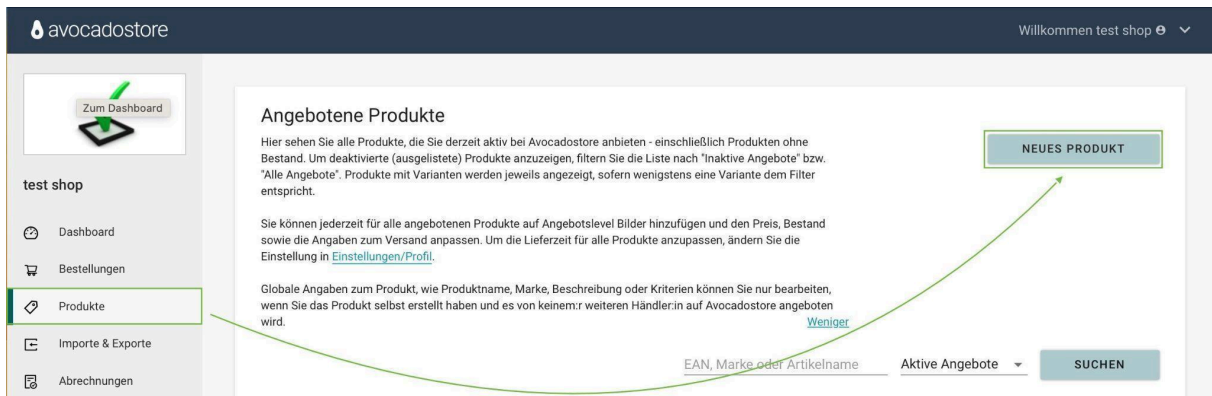 avocadostore
Willkommen test shop
Zum Dashboard
test shop
Dashboard
Bestellungen
Produkte
Importe & Exporte
Abrechnungen
Angebotene Produkte
Hier sehen Sie alle Produkte, die Sie derzeit aktiv bei Avocadostore anbieten - einschließlich Produkten ohne
Bestand. Um deaktivierte (ausgelistete) Produkte anzuzeigen, filtern Sie die Liste nach "Inaktive Angebote" bzw.
"Alle Angebote". Produkte mit Varianten werden jeweils angezeigt, sofern wenigstens eine Variante dem Filter
entspricht.
Sie können jederzeit für alle angebotenen Produkte auf Angebotslevel Bilder hinzufügen und den Preis, Bestand
sowie die Angaben zum Versand anpassen. Um die Lieferzeit für alle Produkte anzupassen, ändern Sie die
Einstellung in Einstellungen/Profil.
Globale Angaben zum Produkt, wie Produktname, Marke, Beschreibung oder Kriterien können Sie nur bearbeiten,
wenn Sie das Produkt selbst erstellt haben und es von keinem:r weiteren Händler:in auf Avocadostore angeboten
wird. Weniger
NEUES PRODUKT
EAN, Marke oder Artikelname Aktive Angebote SUCHEN